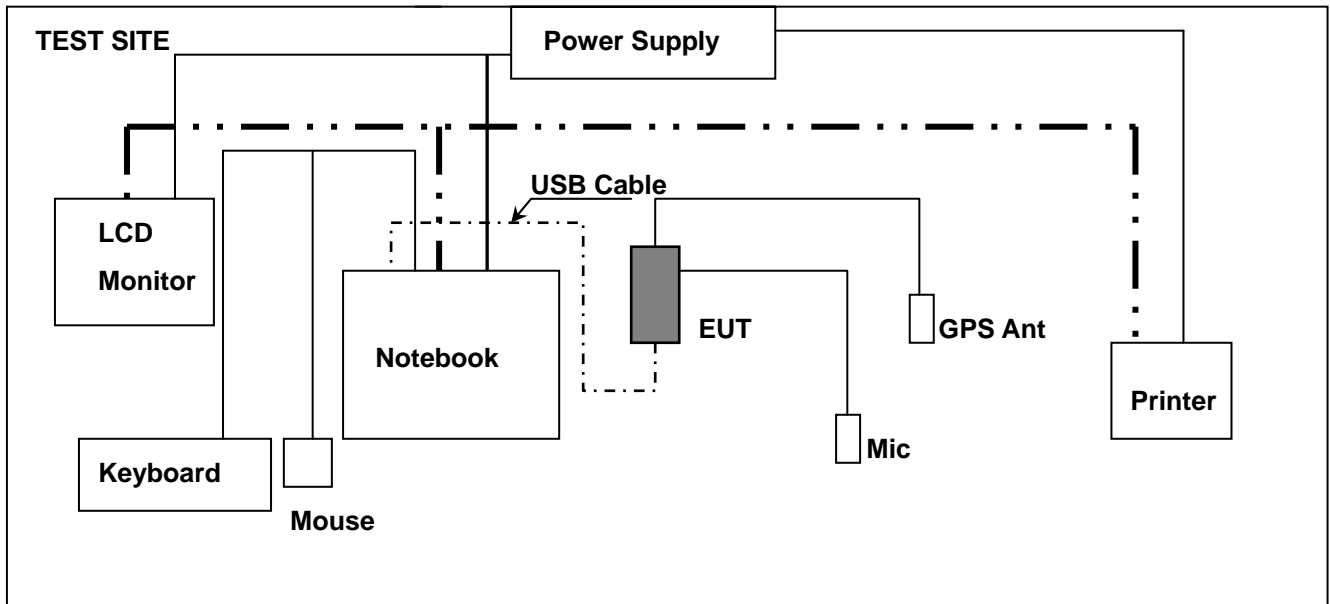 TEST SITE
Power Supply
USB Cable
LCD
Monitor
EUT
GPS Ant
Notebook
Printer
Keyboard
Mic
Mouse